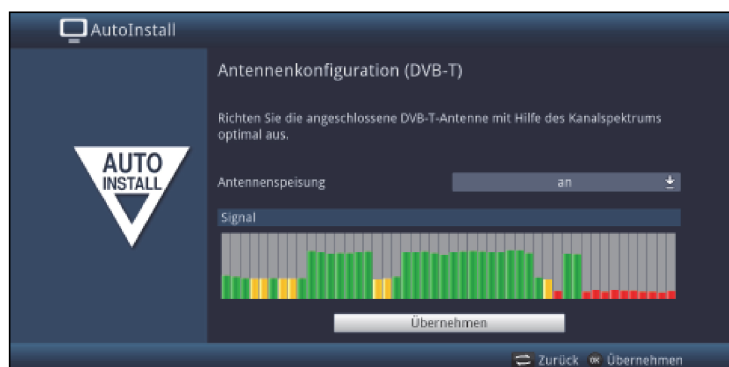 AutoInstall
Antennenkonfiguration (DVB-T)
Richten Sie die angeschlossene DVB-T-Antenne mit Hilfe des Kanalspektrums
optimal aus.
AUTO
INSTALL
Antennenspeisung
an
Signal
Übernehmen
Zurück OK Übernehmen